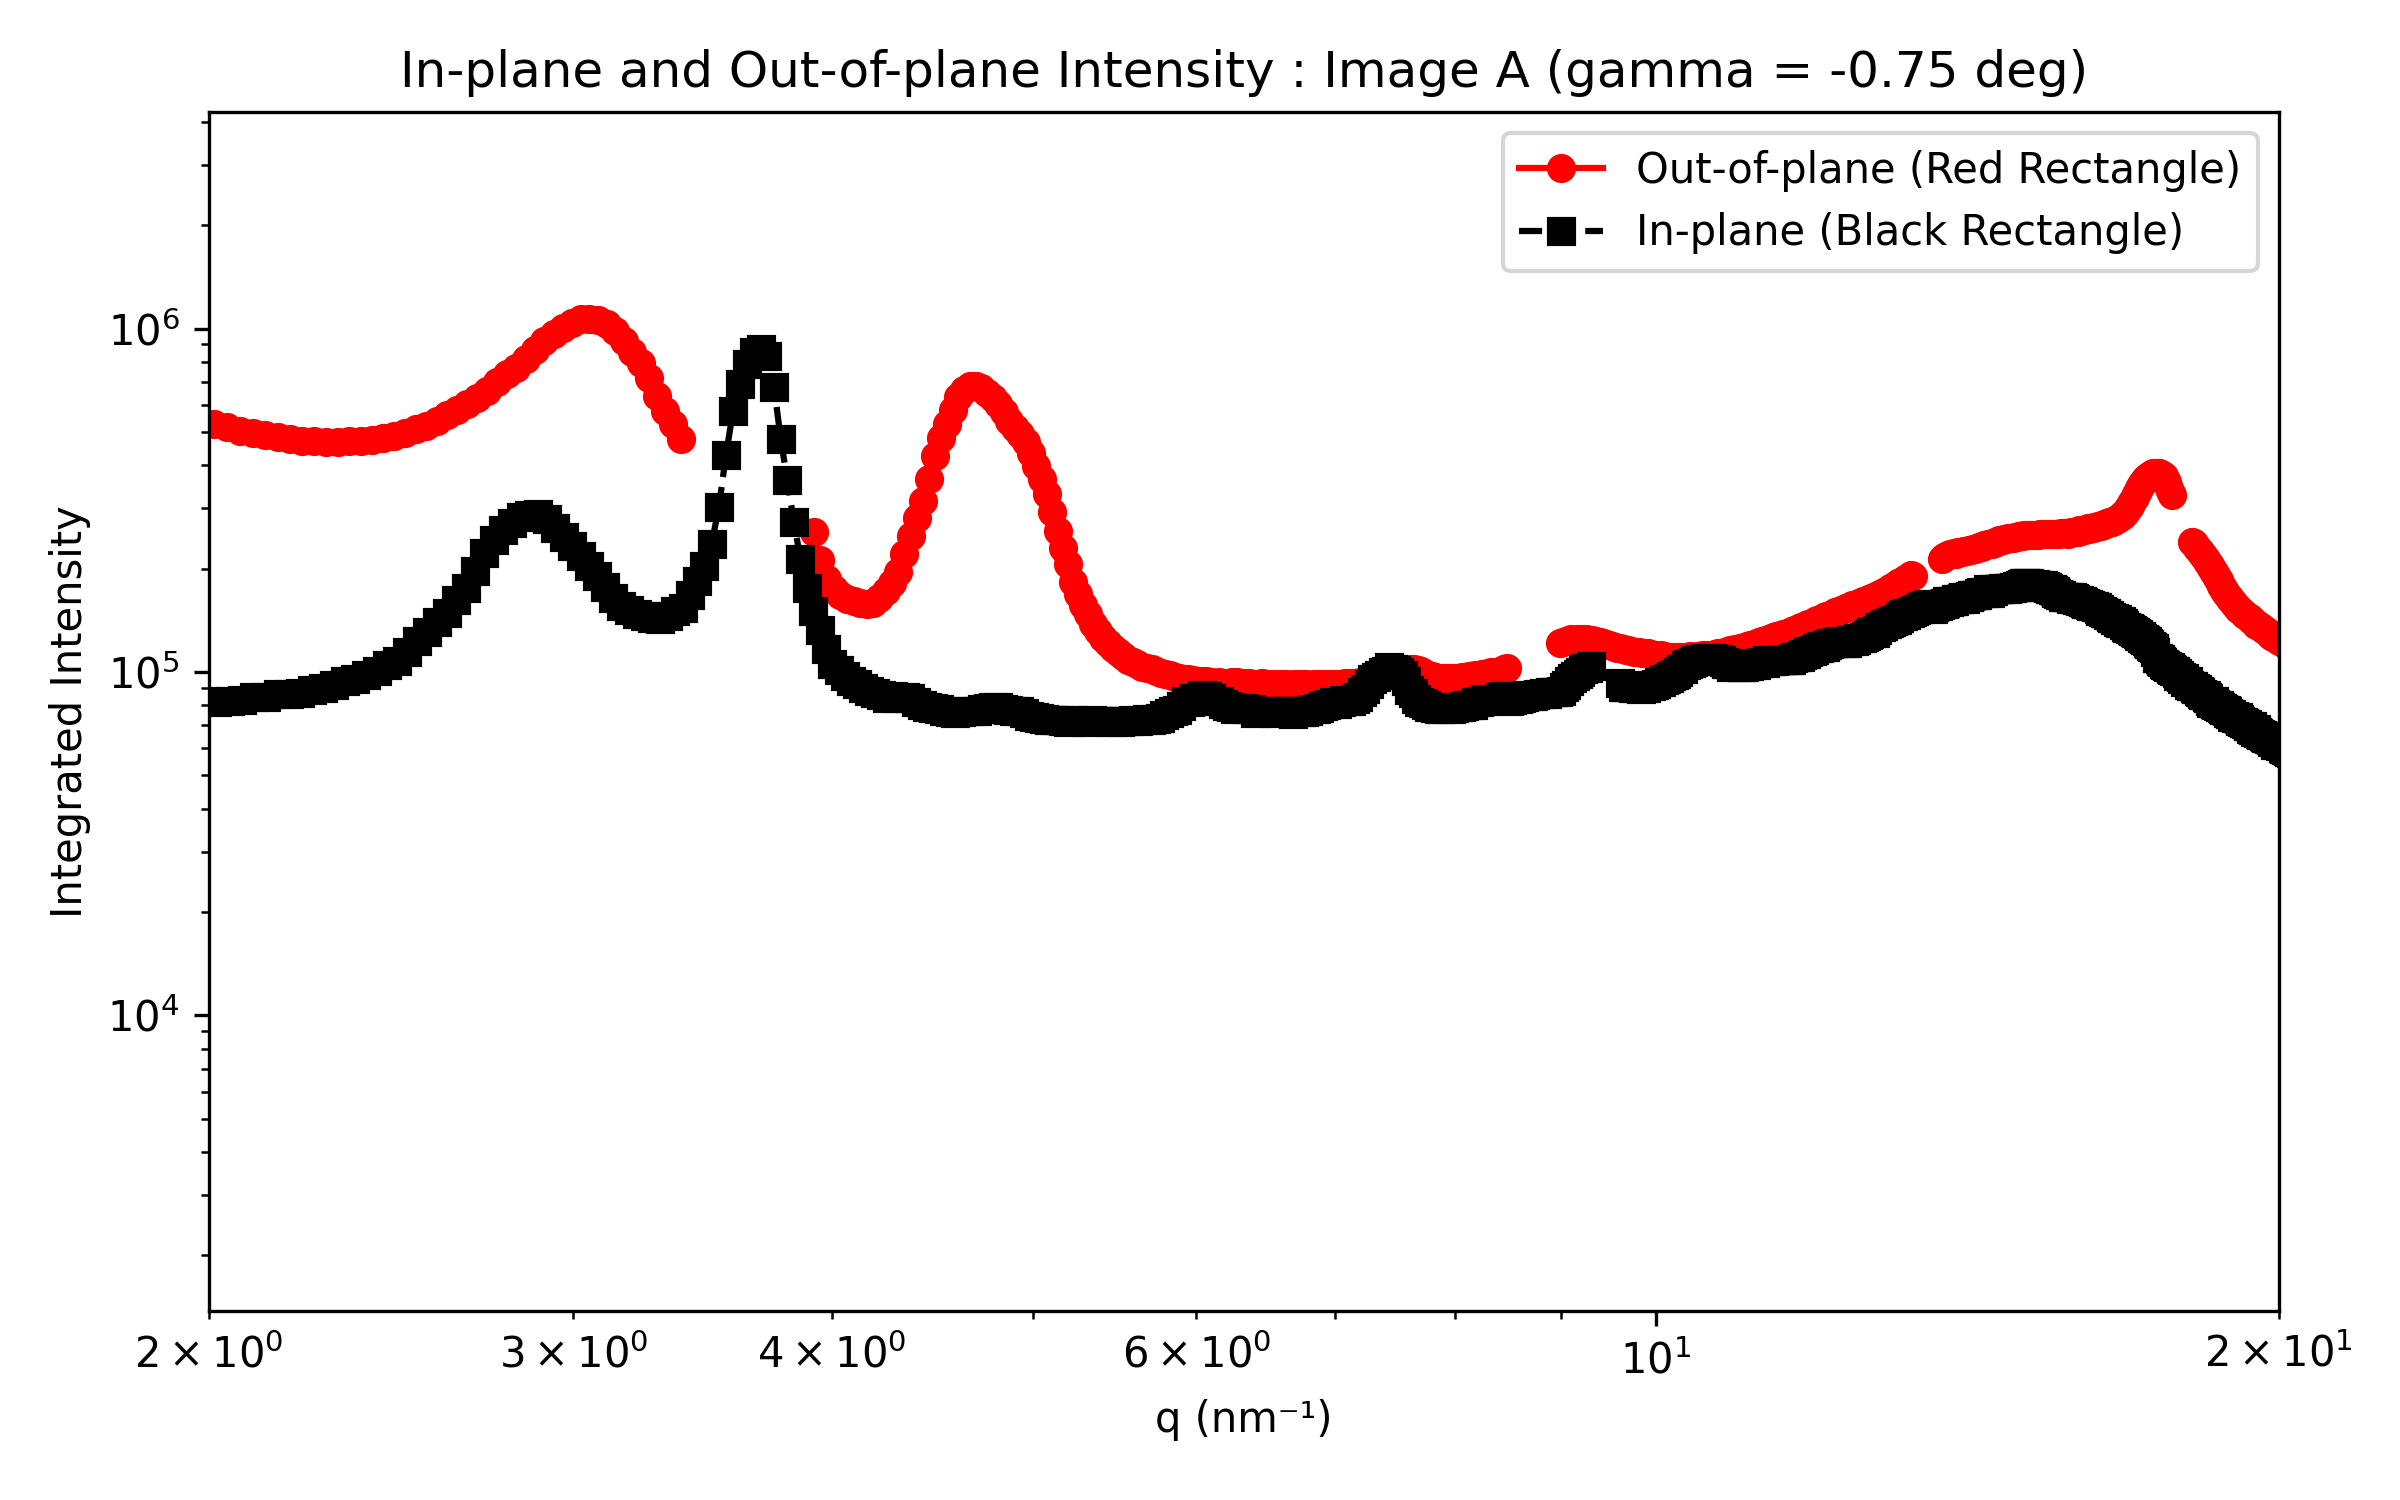 In-plane and Out-of-plane Intensity : Image A (gamma = -0.75 deg)
Out-of-plane (Red Rectangle)
In-plane (Black Rectangle)
Integrated Intensity
10⁶
10⁵
10⁴
2 × 10⁰
3 × 10⁰
4 × 10⁰
6 × 10⁰
10¹
2 × 10¹
q (nm⁻¹)